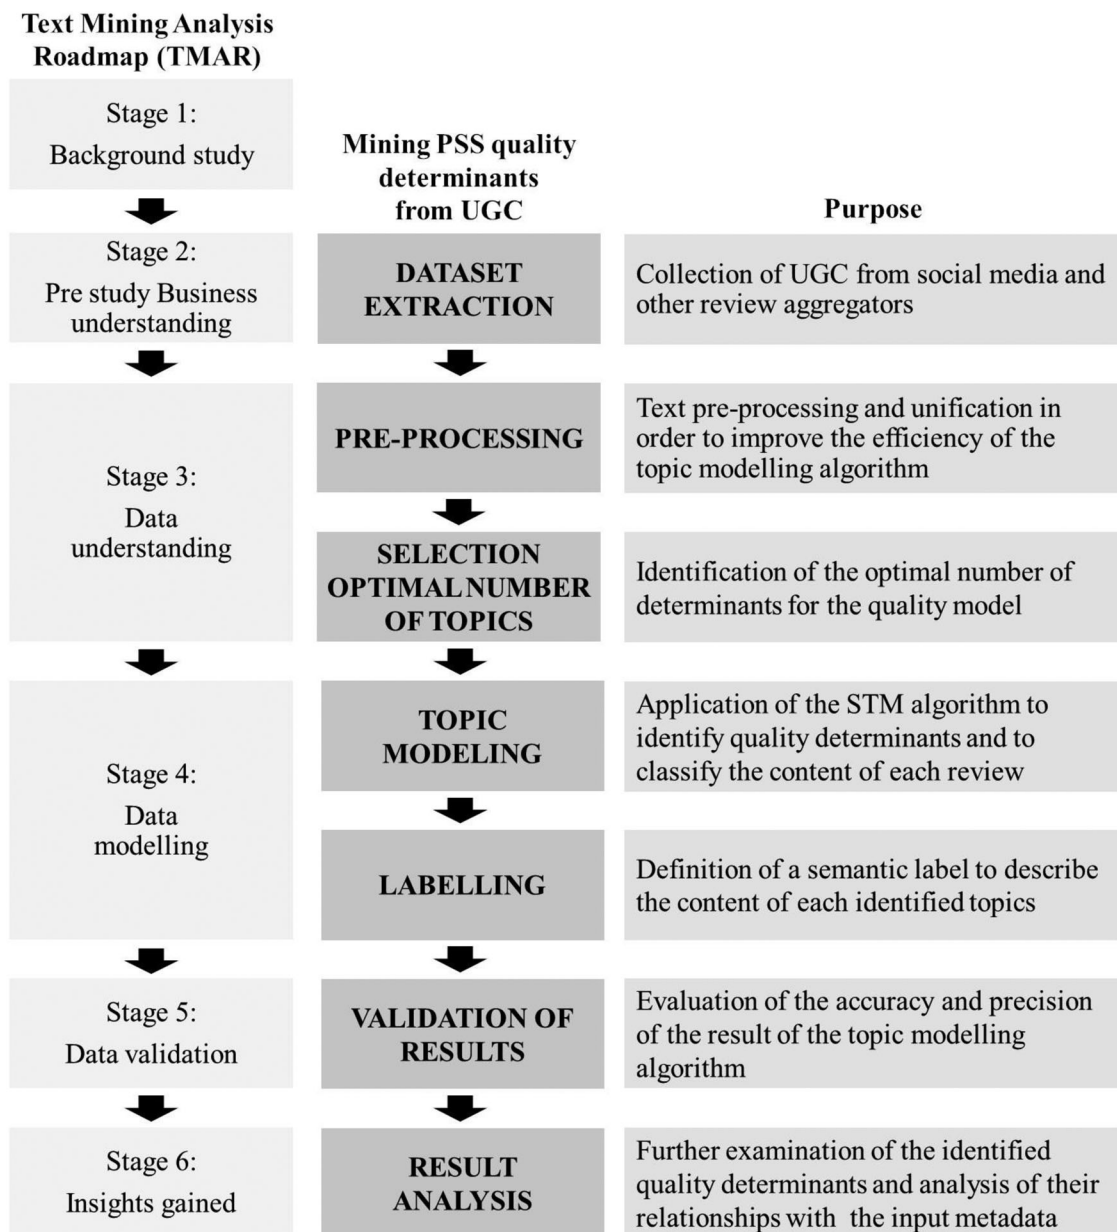 Text Mining Analysis
Roadmap (TMAR)
Stage 1:
Background study
Mining PSS quality
determinants
from UGC
Purpose
Stage 2:
Pre study Business
understanding
DATASET
EXTRACTION
Collection of UGC from social media and
other review aggregators
Stage 3:
Data
understanding
PRE-PROCESSING
Text pre-processing and unification in
order to improve the efficiency of the
topic modelling algorithm
SELECTION
OPTIMAL NUMBER
OF TOPICS
Identification of the optimal number of
determinants for the quality model
Stage 4:
Data
modelling
TOPIC
MODELING
Application of the STM algorithm to
identify quality determinants and to
classify the content of each review
LABELLING
Definition of a semantic label to describe
the content of each identified topics
Stage 5:
Data validation
VALIDATION OF
RESULTS
Evaluation of the accuracy and precision
of the result of the topic modelling
algorithm
Stage 6:
Insights gained
RESULT
ANALYSIS
Further examination of the identified
quality determinants and analysis of their
relationships with the input metadata